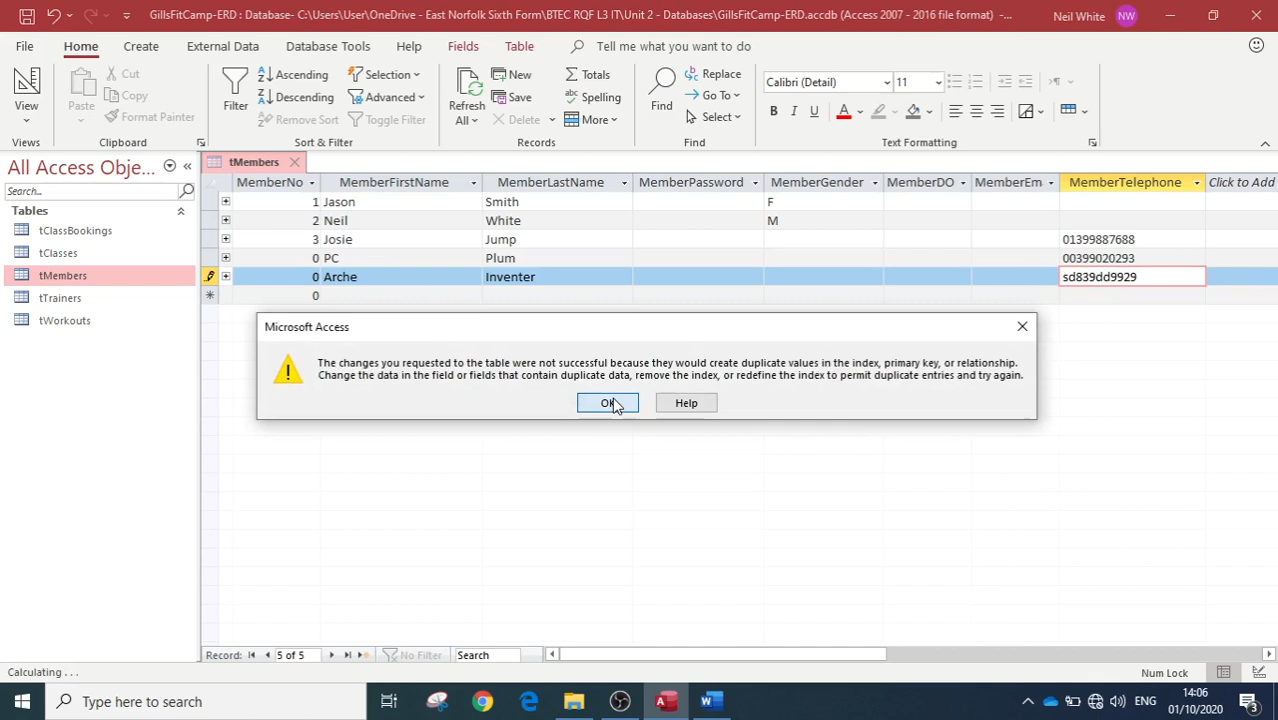 GillsFitCamp-ERD : Database- C:\Users\User\OneDrive - East Norfolk Sixth Form\BTEC RQF L3 IT\Unit 2 - Databases\GillsFitCamp-ERD.accdb (Access 2007 - 2016 file format) -... Neil White NW
File Home Create External Data Database Tools Help Fields Table Tell me what you want to do
View Paste Cut Copy Format Painter
Filter Ascending Descending Remove Sort Selection Advanced Toggle Filter
Refresh All New Save Delete Totals Spelling More
Find Replace Go To Select
Calibri (Detail) 11
B I U A
Views Clipboard Sort & Filter Records Find Text Formatting
All Access Obje...
Search...
Tables
tClassBookings
tClasses
tMembers
tTrainers
tWorkouts
tMembers
MemberNo MemberFirstName MemberLastName MemberPassword MemberGender MemberDO MemberEm MemberTelephone Click to Add
1 Jason Smith F
2 Neil White M
3 Josie Jump 01399887688
0 PC Plum 00399020293
0 Arche Inventer sd839dd9929
0
Microsoft Access
The changes you requested to the table were not successful because they would create duplicate values in the index, primary key, or relationship.
Change the data in the field or fields that contain duplicate data, remove the index, or redefine the index to permit duplicate entries and try again.
OK Help
Record: 5 of 5 No Filter Search
Calculating . . . Num Lock
Type here to search ENG 14:06
01/10/2020 3